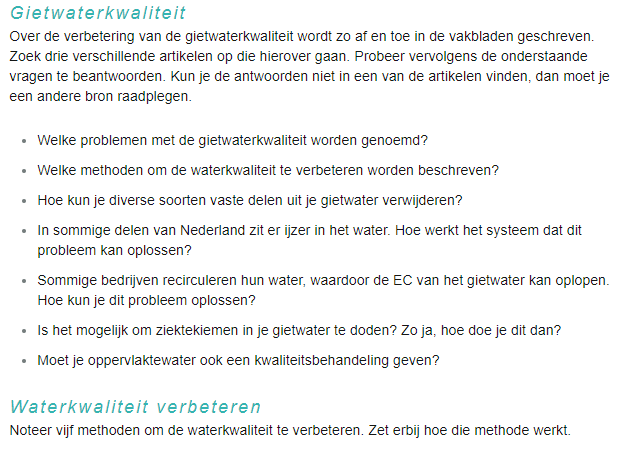 Gietwaterkwaliteit
Over de verbetering van de gietwaterkwaliteit wordt zo af en toe in de vakbladen geschreven.
Zoek drie verschillende artikelen op die hierover gaan. Probeer vervolgens de onderstaande
vragen te beantwoorden. Kun je de antwoorden niet in een van de artikelen vinden, dan moet je
een andere bron raadplegen.
• Welke problemen met de gietwaterkwaliteit worden genoemd?
• Welke methoden om de waterkwaliteit te verbeteren worden beschreven?
• Hoe kun je diverse soorten vaste delen uit je gietwater verwijderen?
• In sommige delen van Nederland zit er ijzer in het water. Hoe werkt het systeem dat dit
probleem kan oplossen?
• Sommige bedrijven recirculeren hun water, waardoor de EC van het gietwater kan oplopen.
Hoe kun je dit probleem oplossen?
• Is het mogelijk om ziektekiemen in je gietwater te doden? Zo ja, hoe doe je dit dan?
• Moet je oppervlaktewater ook een kwaliteitsbehandeling geven?
Waterkwaliteit verbeteren
Noteer vijf methoden om de waterkwaliteit te verbeteren. Zet erbij hoe die methode werkt.